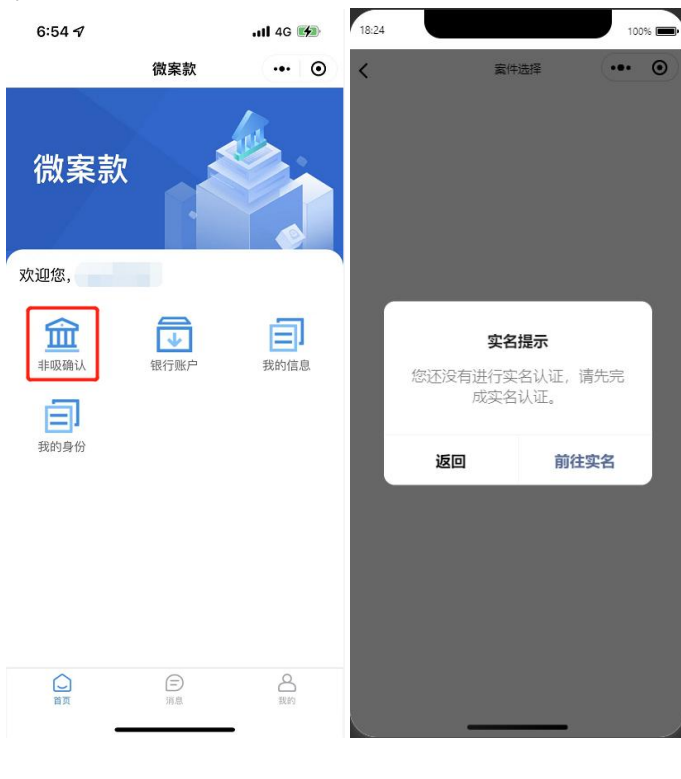 6:54
4G
微案款
微案款
欢迎您,
非吸确认
银行账户
我的信息
我的身份
首页
消息
我的
18:24
100%
案件选择
实名提示
您还没有进行实名认证，请先完
成实名认证。
返回
前往实名